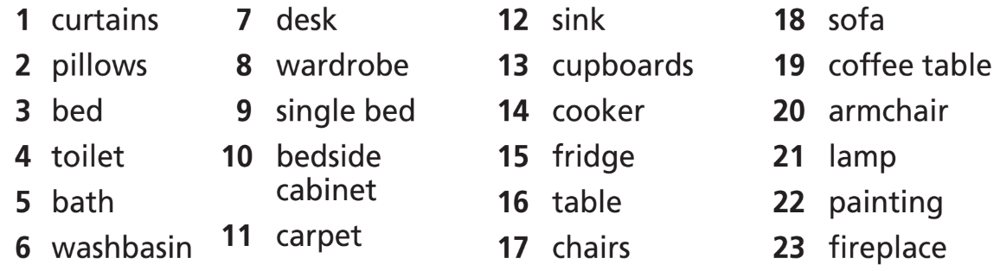 1 curtains
2 pillows
3 bed
4 toilet
5 bath
6 washbasin
7 desk
8 wardrobe
9 single bed
10 bedside
cabinet
11 carpet
12 sink
13 cupboards
14 cooker
15 fridge
16 table
17 chairs
18 sofa
19 coffee table
20 armchair
21 lamp
22 painting
23 fireplace